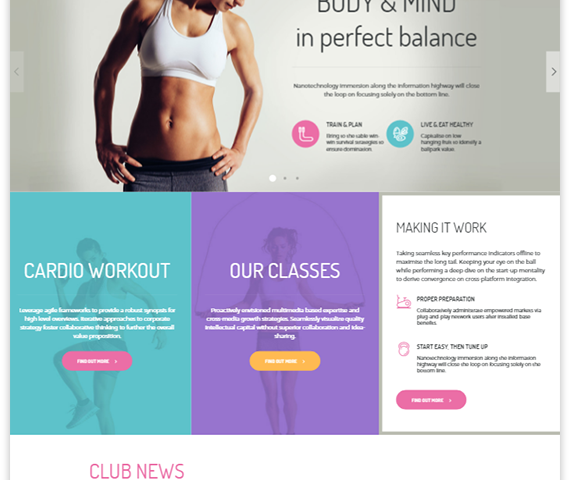 BODY & MIND
in perfect balance
Nanotechnology immersion along the information highway will close
the loop on focusing solely on the bottom line.
TRAIN & PLAN
Bring to the table win-
win survival strategies to
ensure domination.
LIVE & EAT HEALTHY
Capitalise on low
hanging fruit to identify a
ballpark value.
CARDIO WORKOUT
Leverage agile frameworks to provide a robust synopsis for
high level overviews. Iterative approaches to corporate
strategy foster collaborative thinking to further the overall
value proposition.
FIND OUT MORE
OUR CLASSES
Proactively envisioned multimedia based expertise and
cross-media growth strategies. Seamlessly visualize quality
intellectual capital without superior collaboration and idea-
sharing.
FIND OUT MORE
MAKING IT WORK
Taking seamless key performance indicators offline to
maximise the long tail. Keeping your eye on the ball
while performing a deep dive on the start-up mentality
to derive convergence on cross-platform integration.
PROPER PREPARATION
Collaboratively administrate empowered markets via
plug-and-play networks users after installed base
benefits.
START EASY, THEN TUNE UP
Nanotechnology immersion along the information
highway will close the loop on focusing solely on the
bottom line.
FIND OUT MORE
CLUB NEWS